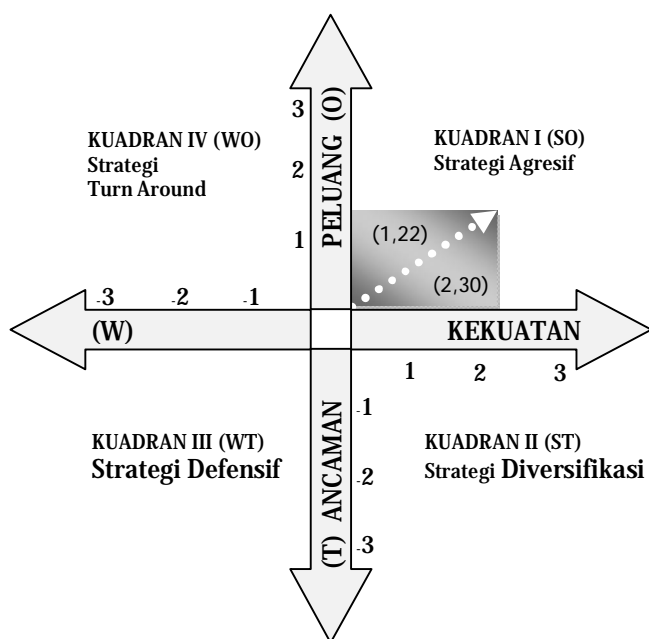 3
PELUANG (O)
KUADRAN IV (WO)
Strategi
Turn Around
KUADRAN I (SO)
Strategi Agresif
2
1
(1,22)
(2,30)
-3 -2 -1
(W)
KEKUATAN
1 2 3
(T) ANCAMAN
-1
KUADRAN III (WT)
Strategi Defensif
KUADRAN II (ST)
Strategi Diversifikasi
-2
-3